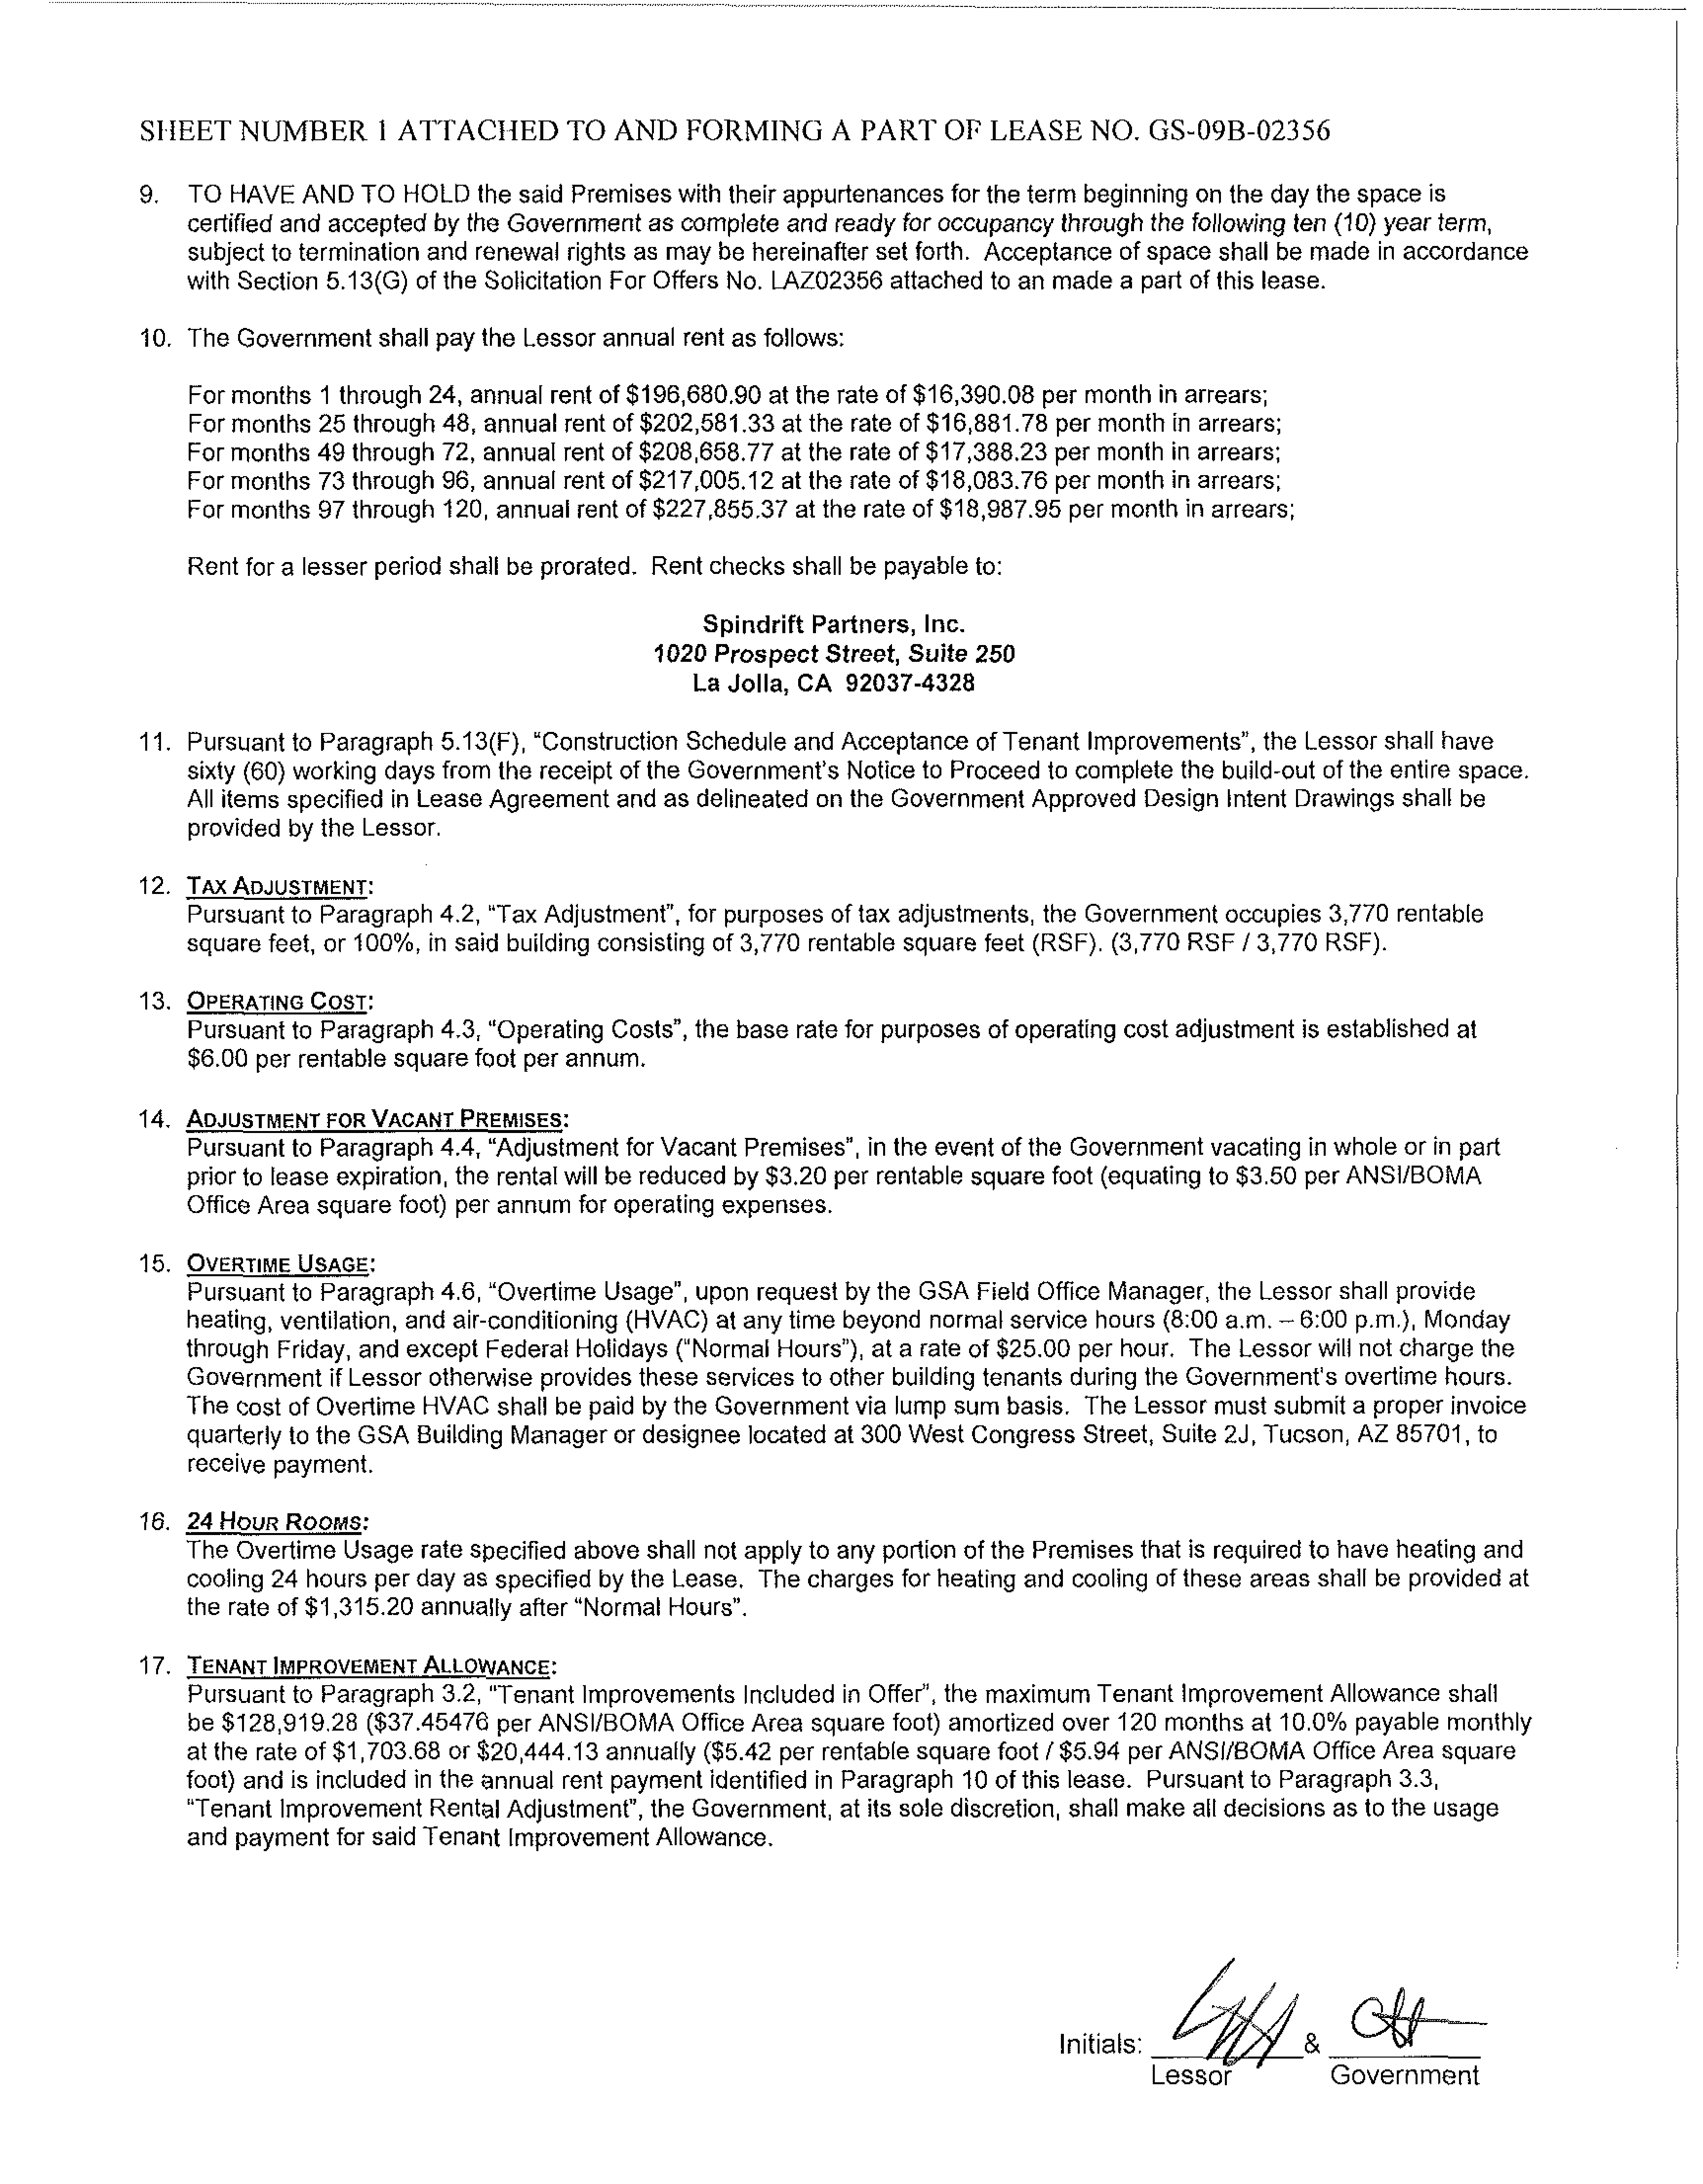 SHEET NUMBER 1 ATTACHED TO AND FORMING A PART OF LEASE NO. GS-09B-02356
9. TO HAVE AND TO HOLD the said Premises with their appurtenances for the term beginning on the day the space is
certified and accepted by the Government as complete and ready for occupancy through the following ten (10) year term,
subject to termination and renewal rights as may be hereinafter set forth. Acceptance of space shall be made in accordance
with Section 5.13(G) of the Solicitation For Offers No. LAZ02356 attached to an made a part of this lease.
10. The Government shall pay the Lessor annual rent as follows:
For months 1 through 24, annual rent of $196,680.90 at the rate of $16,390.08 per month in arrears;
For months 25 through 48, annual rent of $202,581.33 at the rate of $16,881.78 per month in arrears;
For months 49 through 72, annual rent of $208,658.77 at the rate of $17,388.23 per month in arrears;
For months 73 through 96, annual rent of $217,005.12 at the rate of $18,083.76 per month in arrears;
For months 97 through 120, annual rent of $227,855.37 at the rate of $18,987.95 per month in arrears;
Rent for a lesser period shall be prorated. Rent checks shall be payable to:
Spindrift Partners, Inc.
1020 Prospect Street, Suite 250
La Jolla, CA 92037-4328
11. Pursuant to Paragraph 5.13(F), “Construction Schedule and Acceptance of Tenant Improvements”, the Lessor shall have
sixty (60) working days from the receipt of the Government's Notice to Proceed to complete the build-out of the entire space.
All items specified in Lease Agreement and as delineated on the Government Approved Design Intent Drawings shall be
provided by the Lessor.
12. TAX ADJUSTMENT:
Pursuant to Paragraph 4.2, “Tax Adjustment”, for purposes of tax adjustments, the Government occupies 3,770 rentable
square feet, or 100%, in said building consisting of 3,770 rentable square feet (RSF). (3,770 RSF / 3,770 RSF).
13. OPERATING COST:
Pursuant to Paragraph 4.3, “Operating Costs”, the base rate for purposes of operating cost adjustment is established at
$6.00 per rentable square foot per annum.
14. ADJUSTMENT FOR VACANT PREMISES:
Pursuant to Paragraph 4.4, “Adjustment for Vacant Premises”, in the event of the Government vacating in whole or in part
prior to lease expiration, the rental will be reduced by $3.20 per rentable square foot (equating to $3.50 per ANSI/BOMA
Office Area square foot) per annum for operating expenses.
15. OVERTIME USAGE:
Pursuant to Paragraph 4.6, “Overtime Usage”, upon request by the GSA Field Office Manager, the Lessor shall provide
heating, ventilation, and air-conditioning (HVAC) at any time beyond normal service hours (8:00 a.m. – 6:00 p.m.), Monday
through Friday, and except Federal Holidays (“Normal Hours”), at a rate of $25.00 per hour. The Lessor will not charge the
Government if Lessor otherwise provides these services to other building tenants during the Government's overtime hours.
The cost of Overtime HVAC shall be paid by the Government via lump sum basis. The Lessor must submit a proper invoice
quarterly to the GSA Building Manager or designee located at 300 West Congress Street, Suite 2J, Tucson, AZ 85701, to
receive payment.
16. 24 HOUR ROOMS:
The Overtime Usage rate specified above shall not apply to any portion of the Premises that is required to have heating and
cooling 24 hours per day as specified by the Lease. The charges for heating and cooling of these areas shall be provided at
the rate of $1,315.20 annually after “Normal Hours”.
17. TENANT IMPROVEMENT ALLOWANCE:
Pursuant to Paragraph 3.2, “Tenant Improvements Included in Offer”, the maximum Tenant Improvement Allowance shall
be $128,919.28 ($37.45476 per ANSI/BOMA Office Area square foot) amortized over 120 months at 10.0% payable monthly
at the rate of $1,703.68 or $20,444.13 annually ($5.42 per rentable square foot / $5.94 per ANSI/BOMA Office Area square
foot) and is included in the annual rent payment identified in Paragraph 10 of this lease. Pursuant to Paragraph 3.3,
“Tenant Improvement Rental Adjustment”, the Government, at its sole discretion, shall make all decisions as to the usage
and payment for said Tenant Improvement Allowance.
Initials: &
Lessor Government